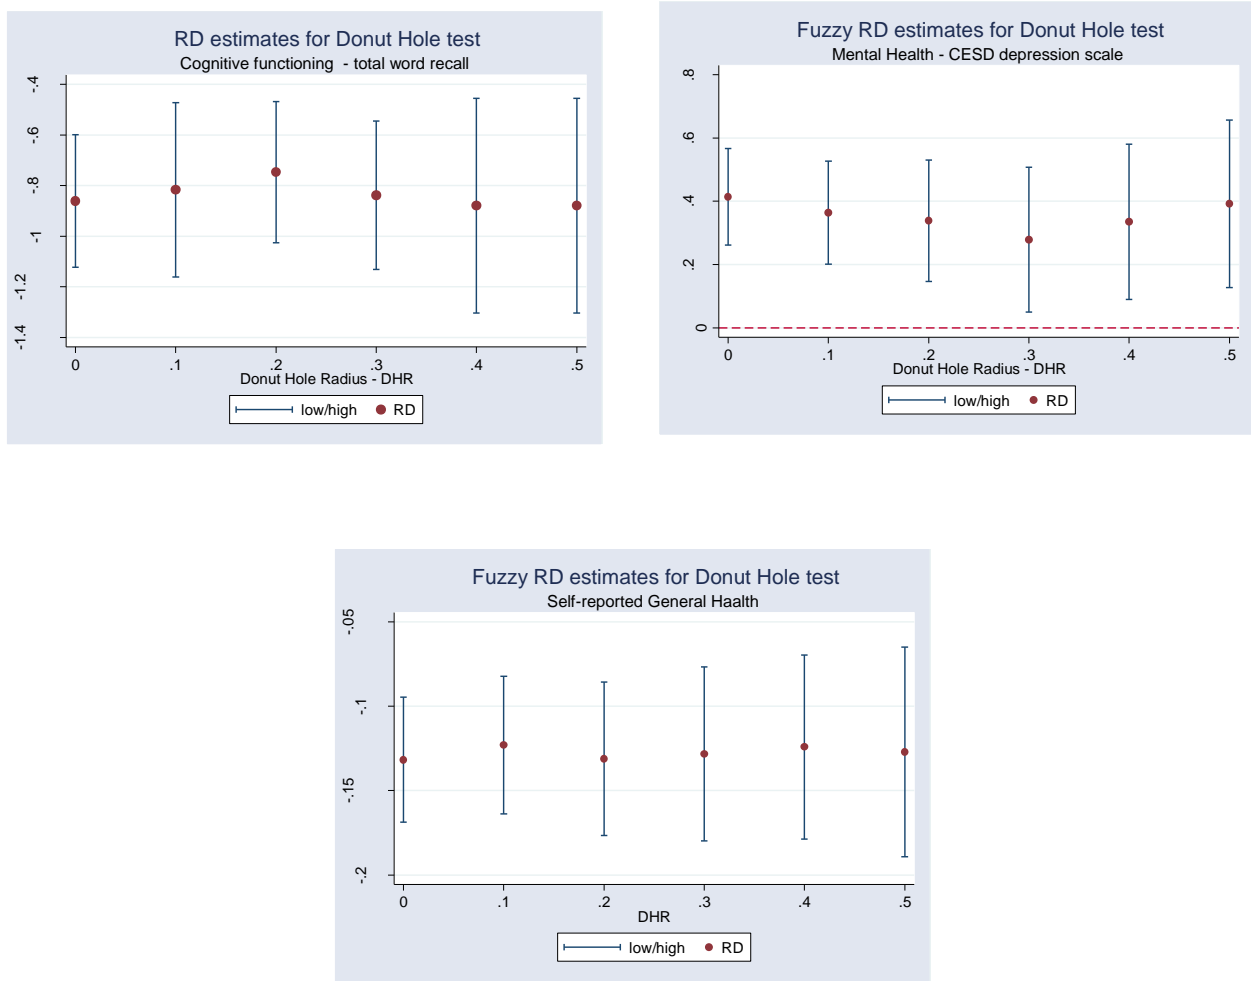 RD estimates for Donut Hole test
Cognitive functioning - total word recall
-.4
-.6
-.8
-1
-1.2
-1.4
0 .1 .2 .3 .4 .5
Donut Hole Radius - DHR
low/high RD
Fuzzy RD estimates for Donut Hole test
Mental Health - CESD depression scale
.8
.6
.4
.2
0
0 .1 .2 .3 .4 .5
Donut Hole Radius - DHR
low/high RD
Fuzzy RD estimates for Donut Hole test
Self-reported General Haalth
-.05
-.1
-.15
-.2
0 .1 .2 .3 .4 .5
DHR
low/high RD